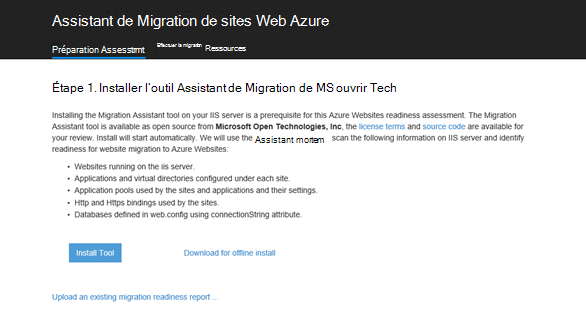 Assistant de Migration de sites Web Azure
Préparation Assessmt Effectuer la migration Ressources
Étape 1. Installer l'outil Assistant de Migration de MS ouvrir Tech
Installing the Migration Assistant tool on your IIS server is a prerequisite for this Azure Websites readiness assessment. The Migration
Assistant tool is available as open source from Microsoft Open Technologies, Inc, the license terms and source code are available for
your review. Install will start automatically. We will use the Assistant mortem scan the following information on IIS server and identify
readiness for website migration to Azure Websites:
• Websites running on the iis server.
• Applications and virtual directories configured under each site.
• Application pools used by the sites and applications and their settings.
• Http and Https bindings used by the sites.
• Databases defined in web.config using connectionString attribute.
Install Tool Download for offline install
Upload an existing migration readiness report ...